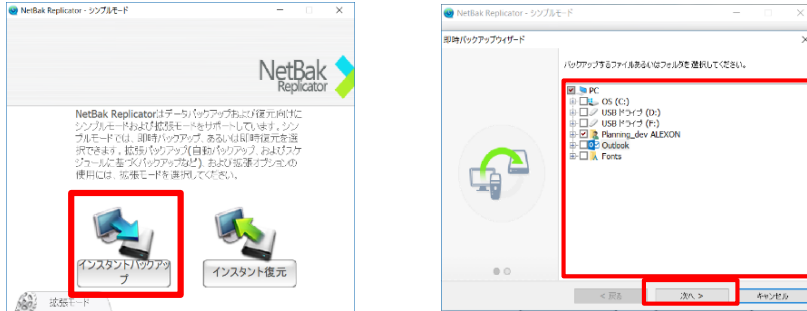 NetBak Replicator - シンプルモード
NetBak
Replicator
NetBak Replicatorはデータバックアップおよび復元向けに
シンプルモードおよび拡張モードをサポートしています。シン
プルモードでは、即時バックアップ、あるいは即時復元を選
択できます。拡張バックアップ(自動バックアップ、およびスケ
ジュールに基づくバックアップなど)、および拡張オプションの
使用には、拡張モードを選択してください。
インスタントバックアッ
プ
インスタント復元
拡張モード
NetBak Replicator - シンプルモード
即時バックアップウィザード
バックアップするファイルあるいはフォルダを選択してください。
PC
OS (C:)
USB ドライブ (D:)
USB ドライブ (F:)
Planning_dev ALEXON
Outlook
Fonts
< 戻る
次へ >
キャンセル